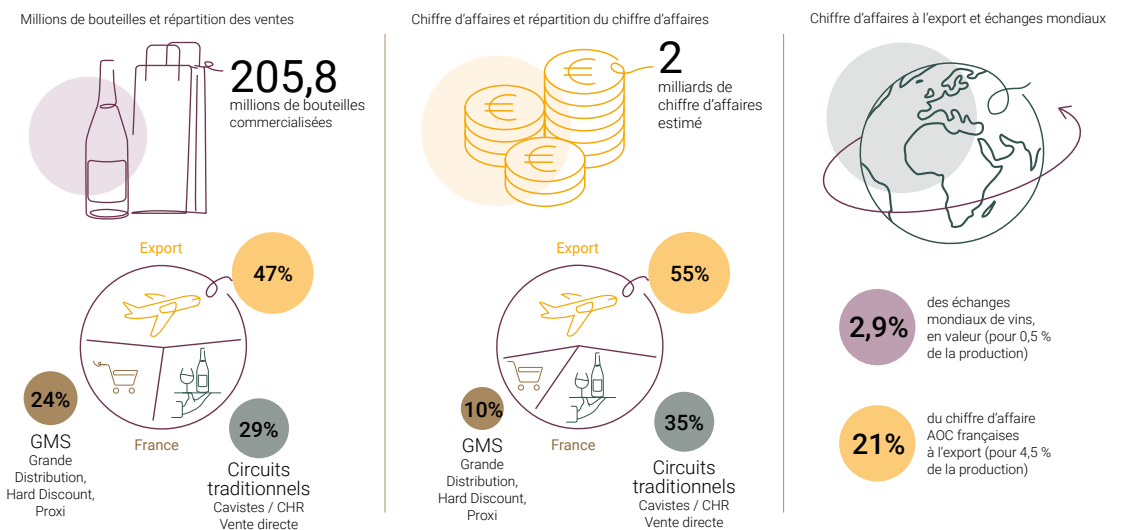 Millions de bouteilles et répartition des ventes
205,8
millions de bouteilles
commercialisées
Export
47%
24%
GMS
Grande
Distribution,
Hard Discount,
Proxi
France
29%
Circuits
traditionnels
Cavistes / CHR
Vente directe
Chiffre d'affaires et répartition du chiffre d'affaires
2
milliards de
chiffre d'affaires
estimé
Export
55%
10%
GMS
Grande
Distribution,
Hard Discount,
Proxi
France
35%
Circuits
traditionnels
Cavistes / CHR
Vente directe
Chiffre d'affaires à l'export et échanges mondiaux
2,9%
des échanges
mondiaux de vins,
en valeur (pour 0,5 %
de la production)
21%
du chiffre d'affaire
AOC françaises
à l'export (pour 4,5 %
de la production)